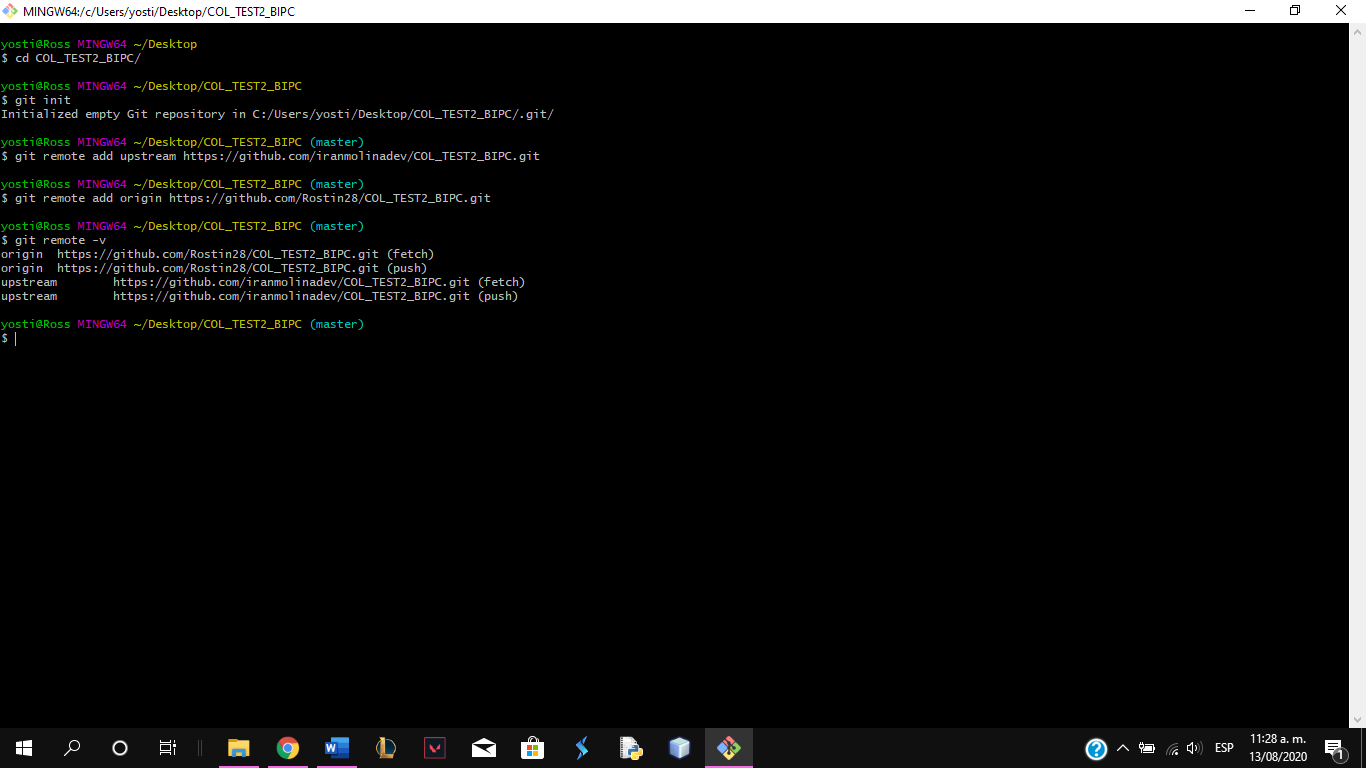 MINGW64:/c/Users/yosti/Desktop/COL_TEST2_BIPC
yosti@Ross MINGW64 ~/Desktop
$ cd COL_TEST2_BIPC/
yosti@Ross MINGW64 ~/Desktop/COL_TEST2_BIPC
$ git init
Initialized empty Git repository in C:/Users/yosti/Desktop/COL_TEST2_BIPC/.git/
yosti@Ross MINGW64 ~/Desktop/COL_TEST2_BIPC (master)
$ git remote add upstream https://github.com/iranmolinadev/COL_TEST2_BIPC.git
yosti@Ross MINGW64 ~/Desktop/COL_TEST2_BIPC (master)
$ git remote add origin https://github.com/Rostin28/COL_TEST2_BIPC.git
yosti@Ross MINGW64 ~/Desktop/COL_TEST2_BIPC (master)
$ git remote -v
origin  https://github.com/Rostin28/COL_TEST2_BIPC.git (fetch)
origin  https://github.com/Rostin28/COL_TEST2_BIPC.git (push)
upstream        https://github.com/iranmolinadev/COL_TEST2_BIPC.git (fetch)
upstream        https://github.com/iranmolinadev/COL_TEST2_BIPC.git (push)
yosti@Ross MINGW64 ~/Desktop/COL_TEST2_BIPC (master)
$
W
?
ESP
11:28 a. m.
13/08/2020
1